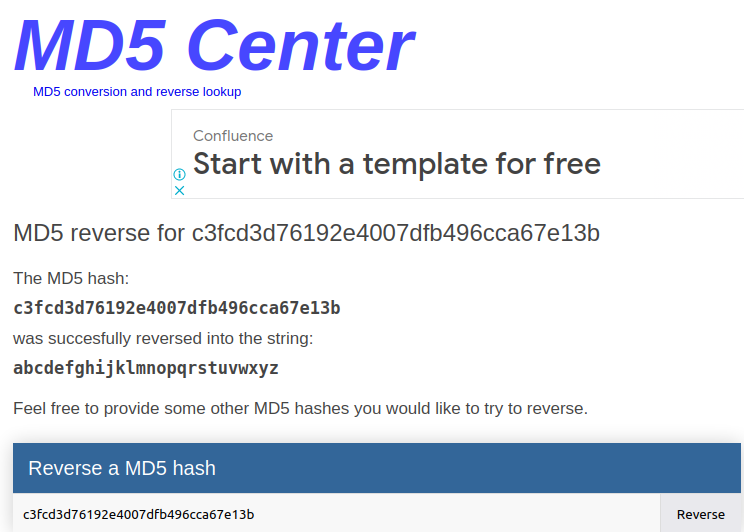 MD5 Center
MD5 conversion and reverse lookup
Confluence
Start with a template for free
MD5 reverse for c3fcd3d76192e4007dfb496cca67e13b
The MD5 hash:
c3fcd3d76192e4007dfb496cca67e13b
was succesfully reversed into the string:
abcdefghijklmnopqrstuvwxyz
Feel free to provide some other MD5 hashes you would like to try to reverse.
Reverse a MD5 hash
c3fcd3d76192e4007dfb496cca67e13b Reverse